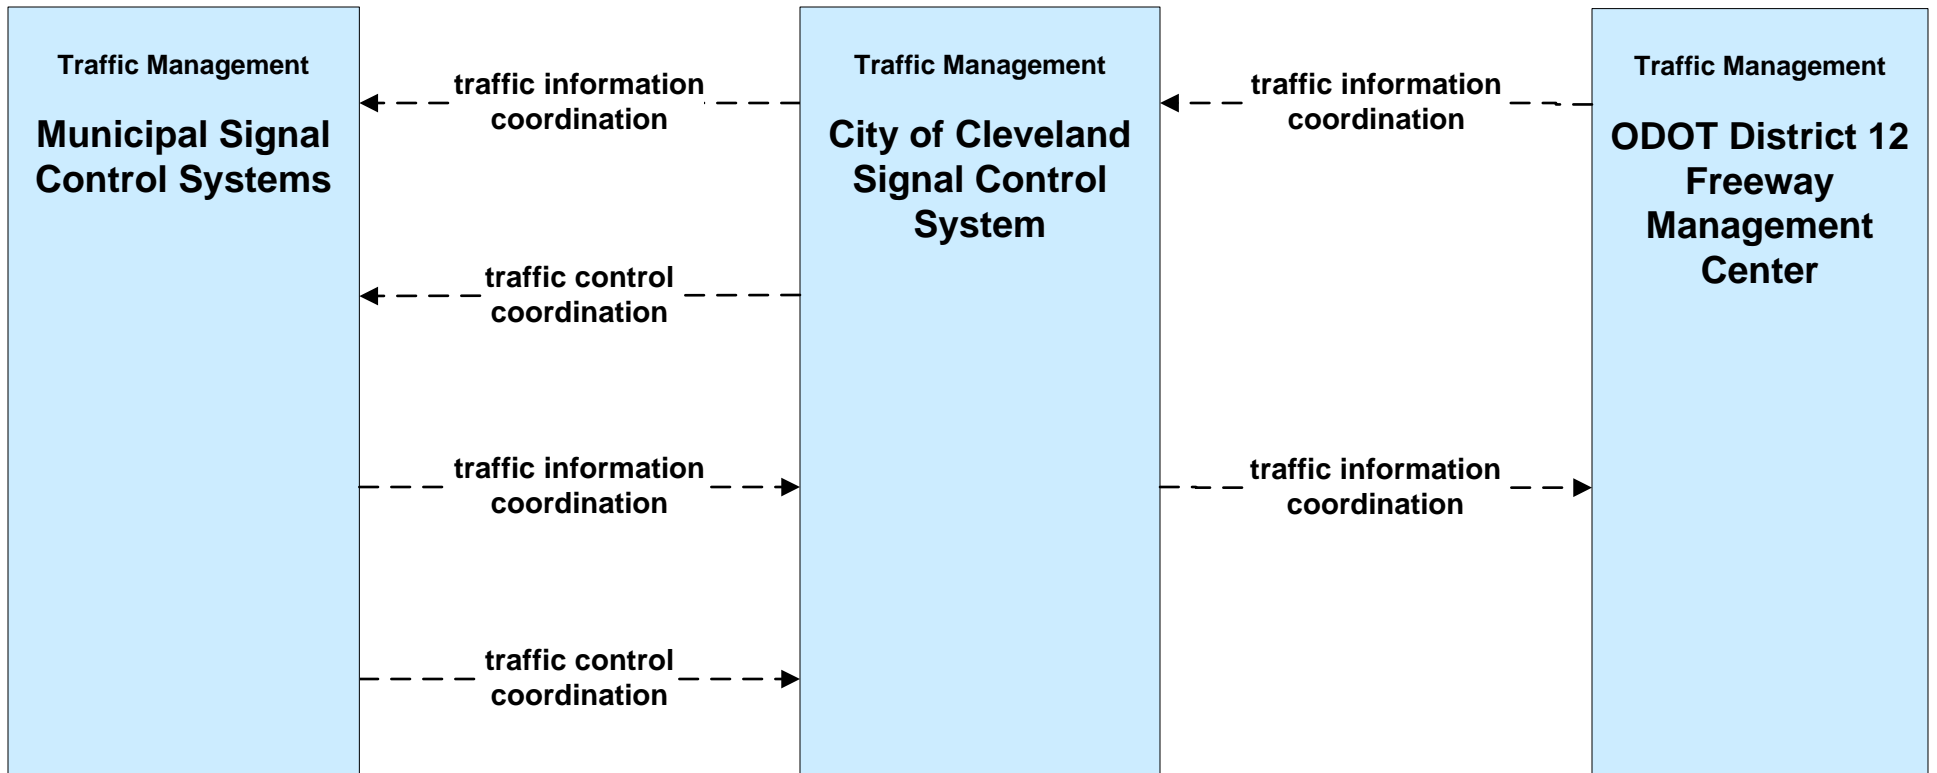 Traffic Management
Municipal Signal
Control Systems
traffic information
coordination
traffic control
coordination
traffic information
coordination
traffic control
coordination
Traffic Management
City of Cleveland
Signal Control
System
traffic information
coordination
traffic information
coordination
Traffic Management
ODOT District 12
Freeway
Management
Center